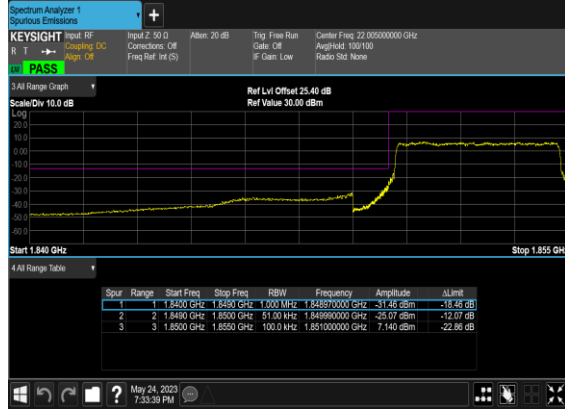 Spectrum Analyzer 1
Spurious Emissions
KEYSIGHT Input: RF Input Z: 50 Ω Atten: 20 dB Trig: Free Run Center Freq: 22.005000000 GHz
R T Coupling: DC Corrections: Off Gate: Off Avg|Hold: 100/100
Align: Off Freq Ref: Int (S) IF Gain: Low Radio Std: None
PASS
3 All Range Graph Ref Lvl Offset 25.40 dB
Scale/Div 10.0 dB Ref Value 30.00 dBm
Log
20.0
10.0
0.00
-10.0
-20.0
-30.0
-40.0
-50.0
-60.0
Start 1.840 GHz Stop 1.855 GHz
4 All Range Table
Spur Range Start Freq Stop Freq RBW Frequency Amplitude ΔLimit
1 1 1.8400 GHz 1.8490 GHz 1.000 MHz 1.848970000 GHz -31.46 dBm -18.46 dB
2 2 1.8490 GHz 1.8500 GHz 51.00 kHz 1.849990000 GHz -25.07 dBm -12.07 dB
3 3 1.8500 GHz 1.8550 GHz 100.0 kHz 1.851000000 GHz 7.140 dBm -22.86 dB
? May 24, 2023
7:33:39 PM